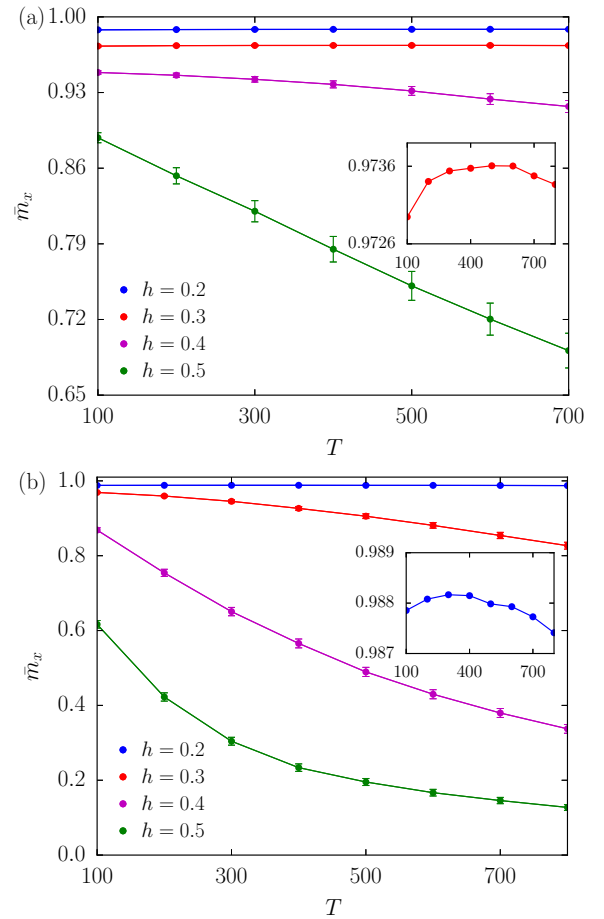 (a)
1.00
0.93
0.86
0.79
0.72
0.65
m̄ₓ
0.9736
0.9726
100 400 700
h = 0.2
h = 0.3
h = 0.4
h = 0.5
100 300 500 700
T
(b)
1.0
0.8
0.6
0.4
0.2
0.0
m̄ₓ
0.989
0.988
0.987
100 400 700
h = 0.2
h = 0.3
h = 0.4
h = 0.5
100 300 500 700
T